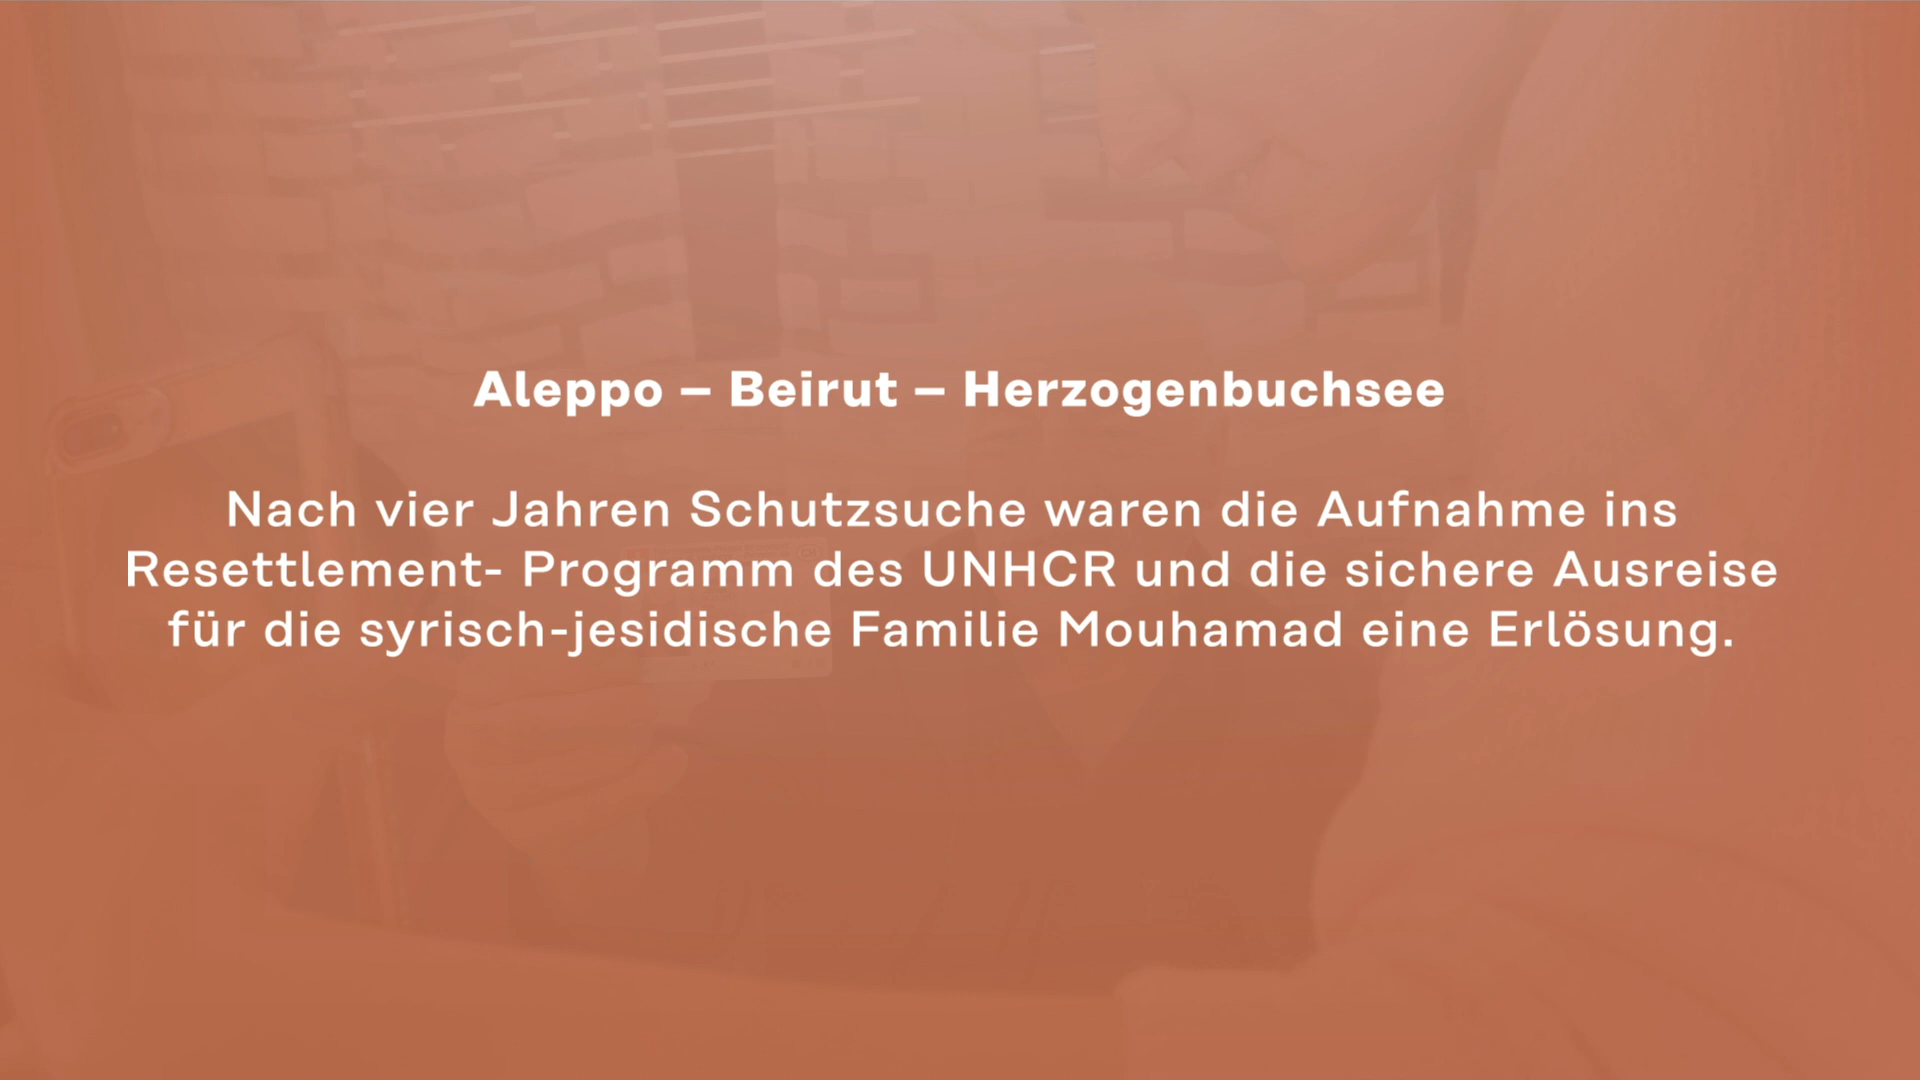 Aleppo – Beirut – Herzogenbuchsee
Nach vier Jahren Schutzsuche waren die Aufnahme ins
Resettlement- Programm des UNHCR und die sichere Ausreise
für die syrisch-jesidische Familie Mouhamad eine Erlösung.